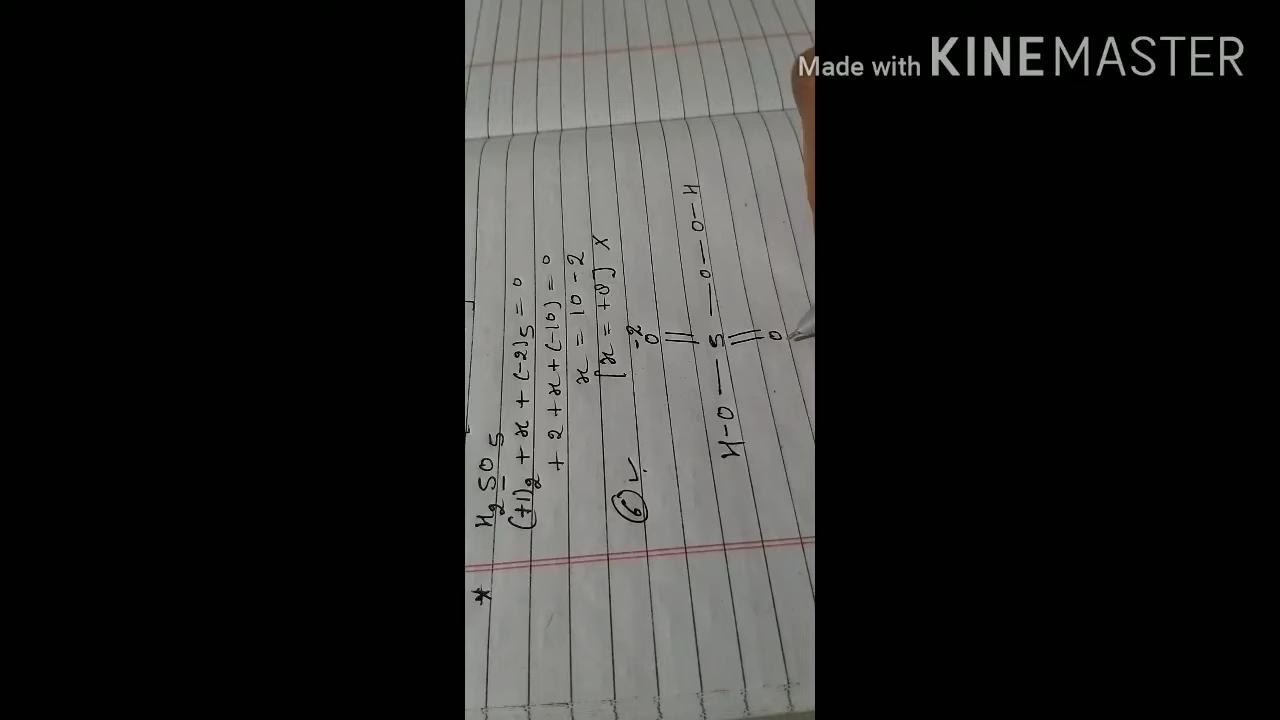 Made with KINEMASTER
* H2SO5
(+1)2 + x + (-2)5 = 0
+ 2 + x + (-10) = 0
x = 10 - 2
[x = +8] x
6 ✓
-2
O
||
H-O — S — O — O-H
||
O